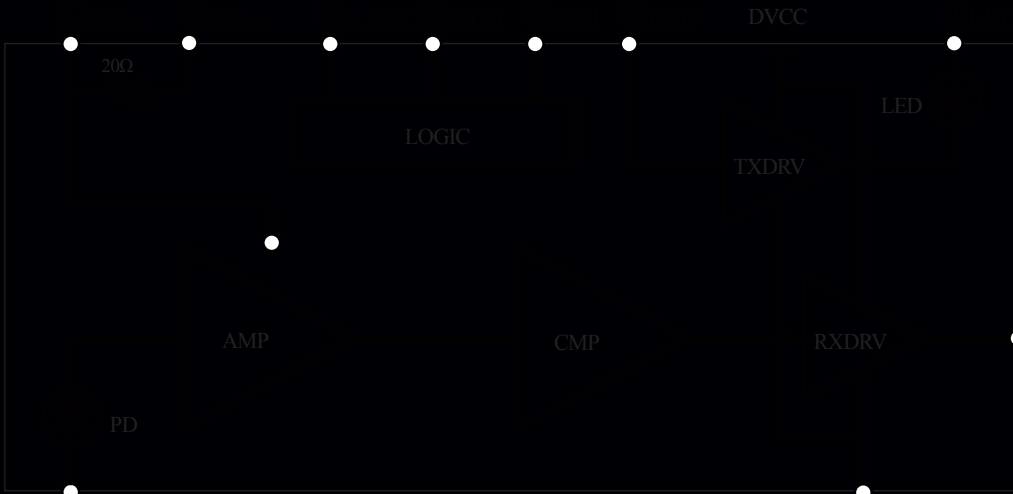 DVCC
20Ω
LED
LOGIC
TXDRV
AMP
CMP
RXDRV
PD